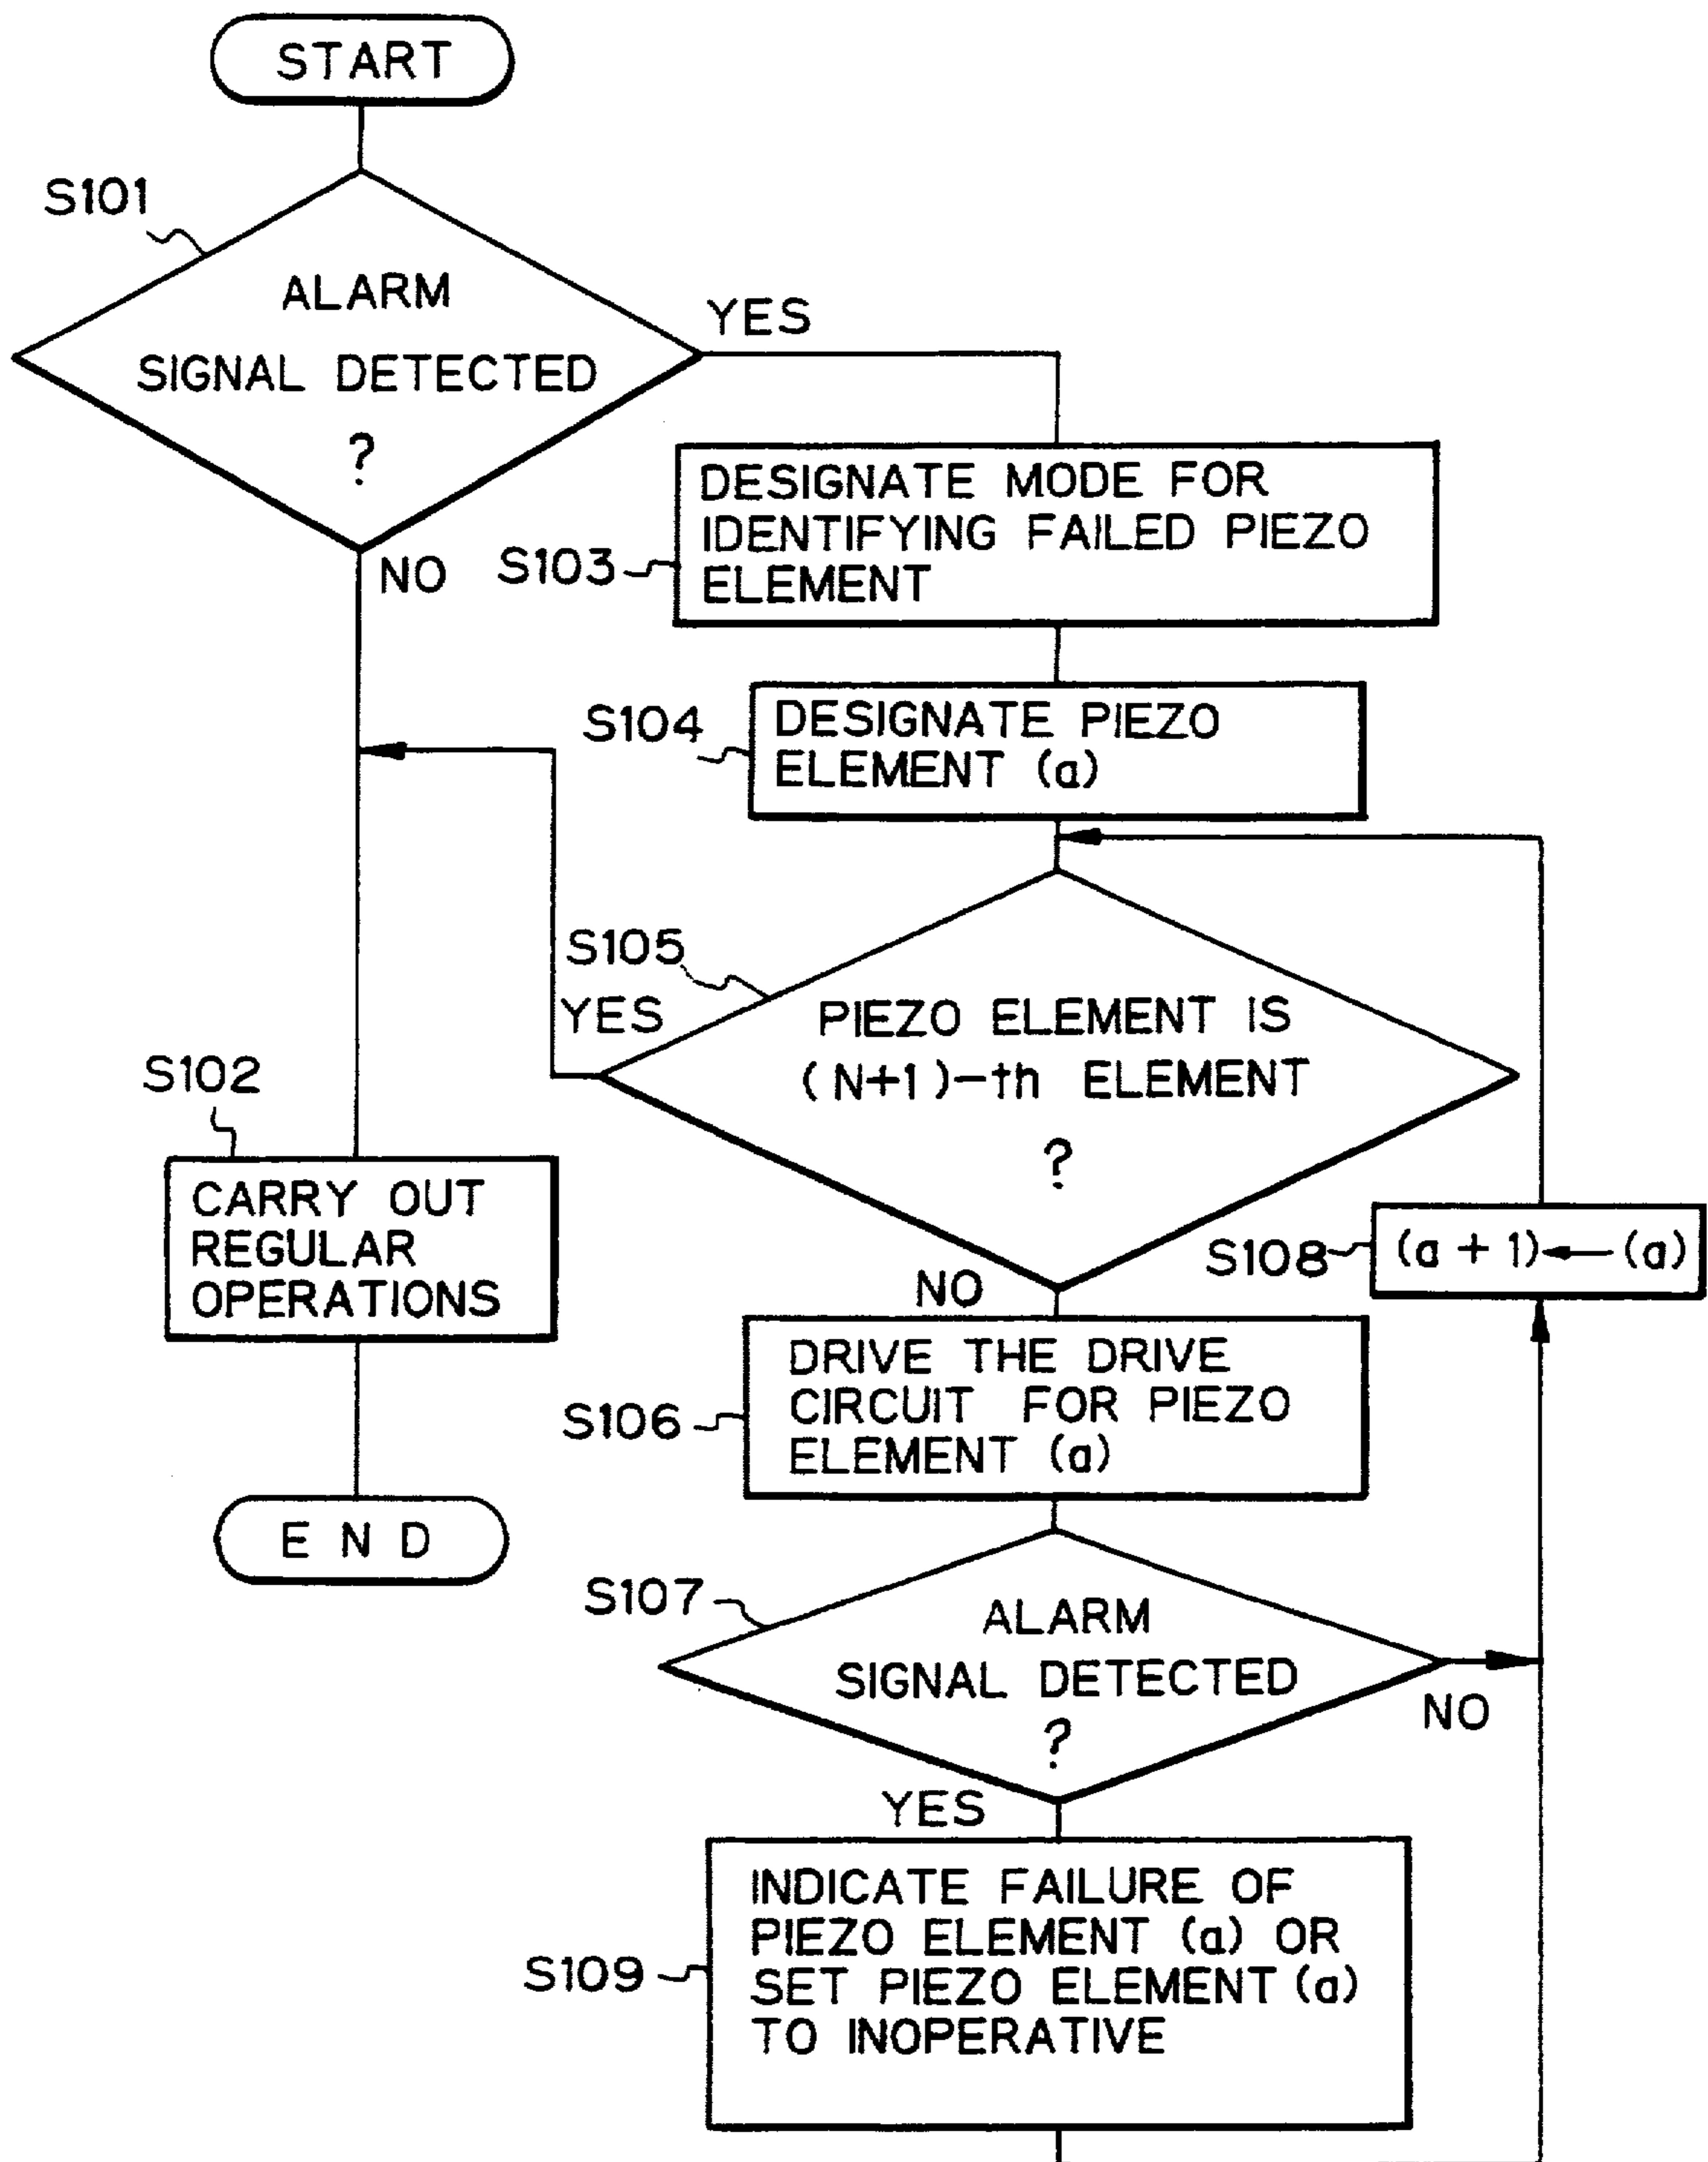 START
S101
ALARM
SIGNAL DETECTED
?
YES
NO
S103
DESIGNATE MODE FOR
IDENTIFYING FAILED PIEZO
ELEMENT
S104
DESIGNATE PIEZO
ELEMENT (a)
S105
YES
PIEZO ELEMENT IS
(N+1)-th ELEMENT
?
NO
S102
CARRY OUT
REGULAR
OPERATIONS
END
S108
(a + 1)← (a)
S106
DRIVE THE DRIVE
CIRCUIT FOR PIEZO
ELEMENT (a)
S107
ALARM
SIGNAL DETECTED
?
NO
YES
S109
INDICATE FAILURE OF
PIEZO ELEMENT (a) OR
SET PIEZO ELEMENT (a)
TO INOPERATIVE